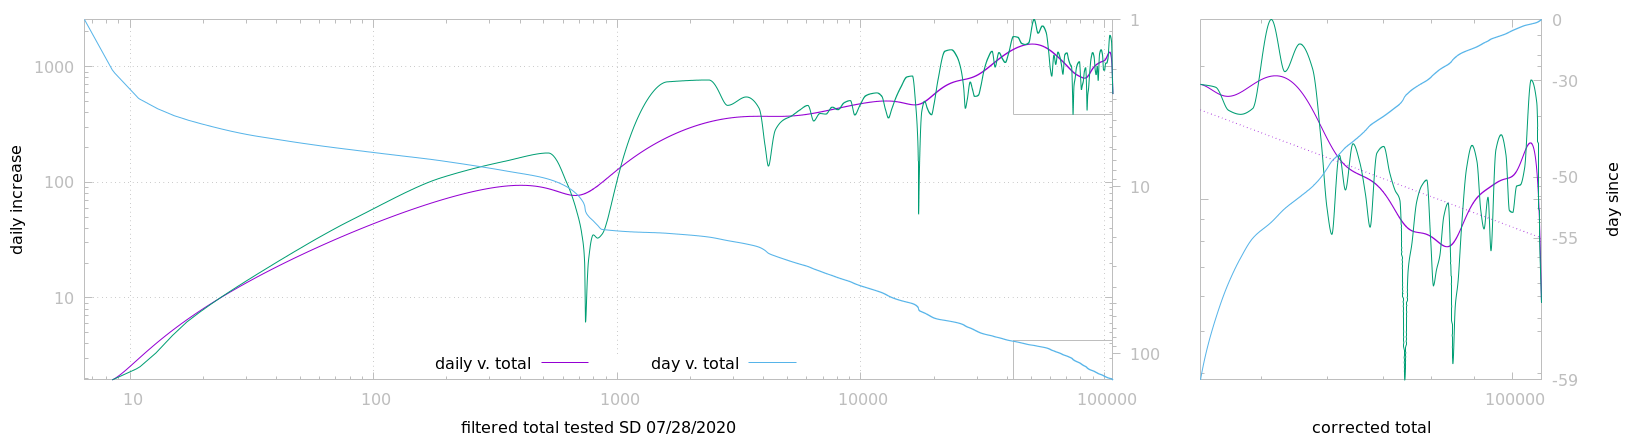 1000
100
10
daily increase
10
100
1000
10000
100000
filtered total tested SD 07/28/2020
daily v. total
day v. total
1
10
100
0
-30
-50
-55
-59
day since
100000
corrected total